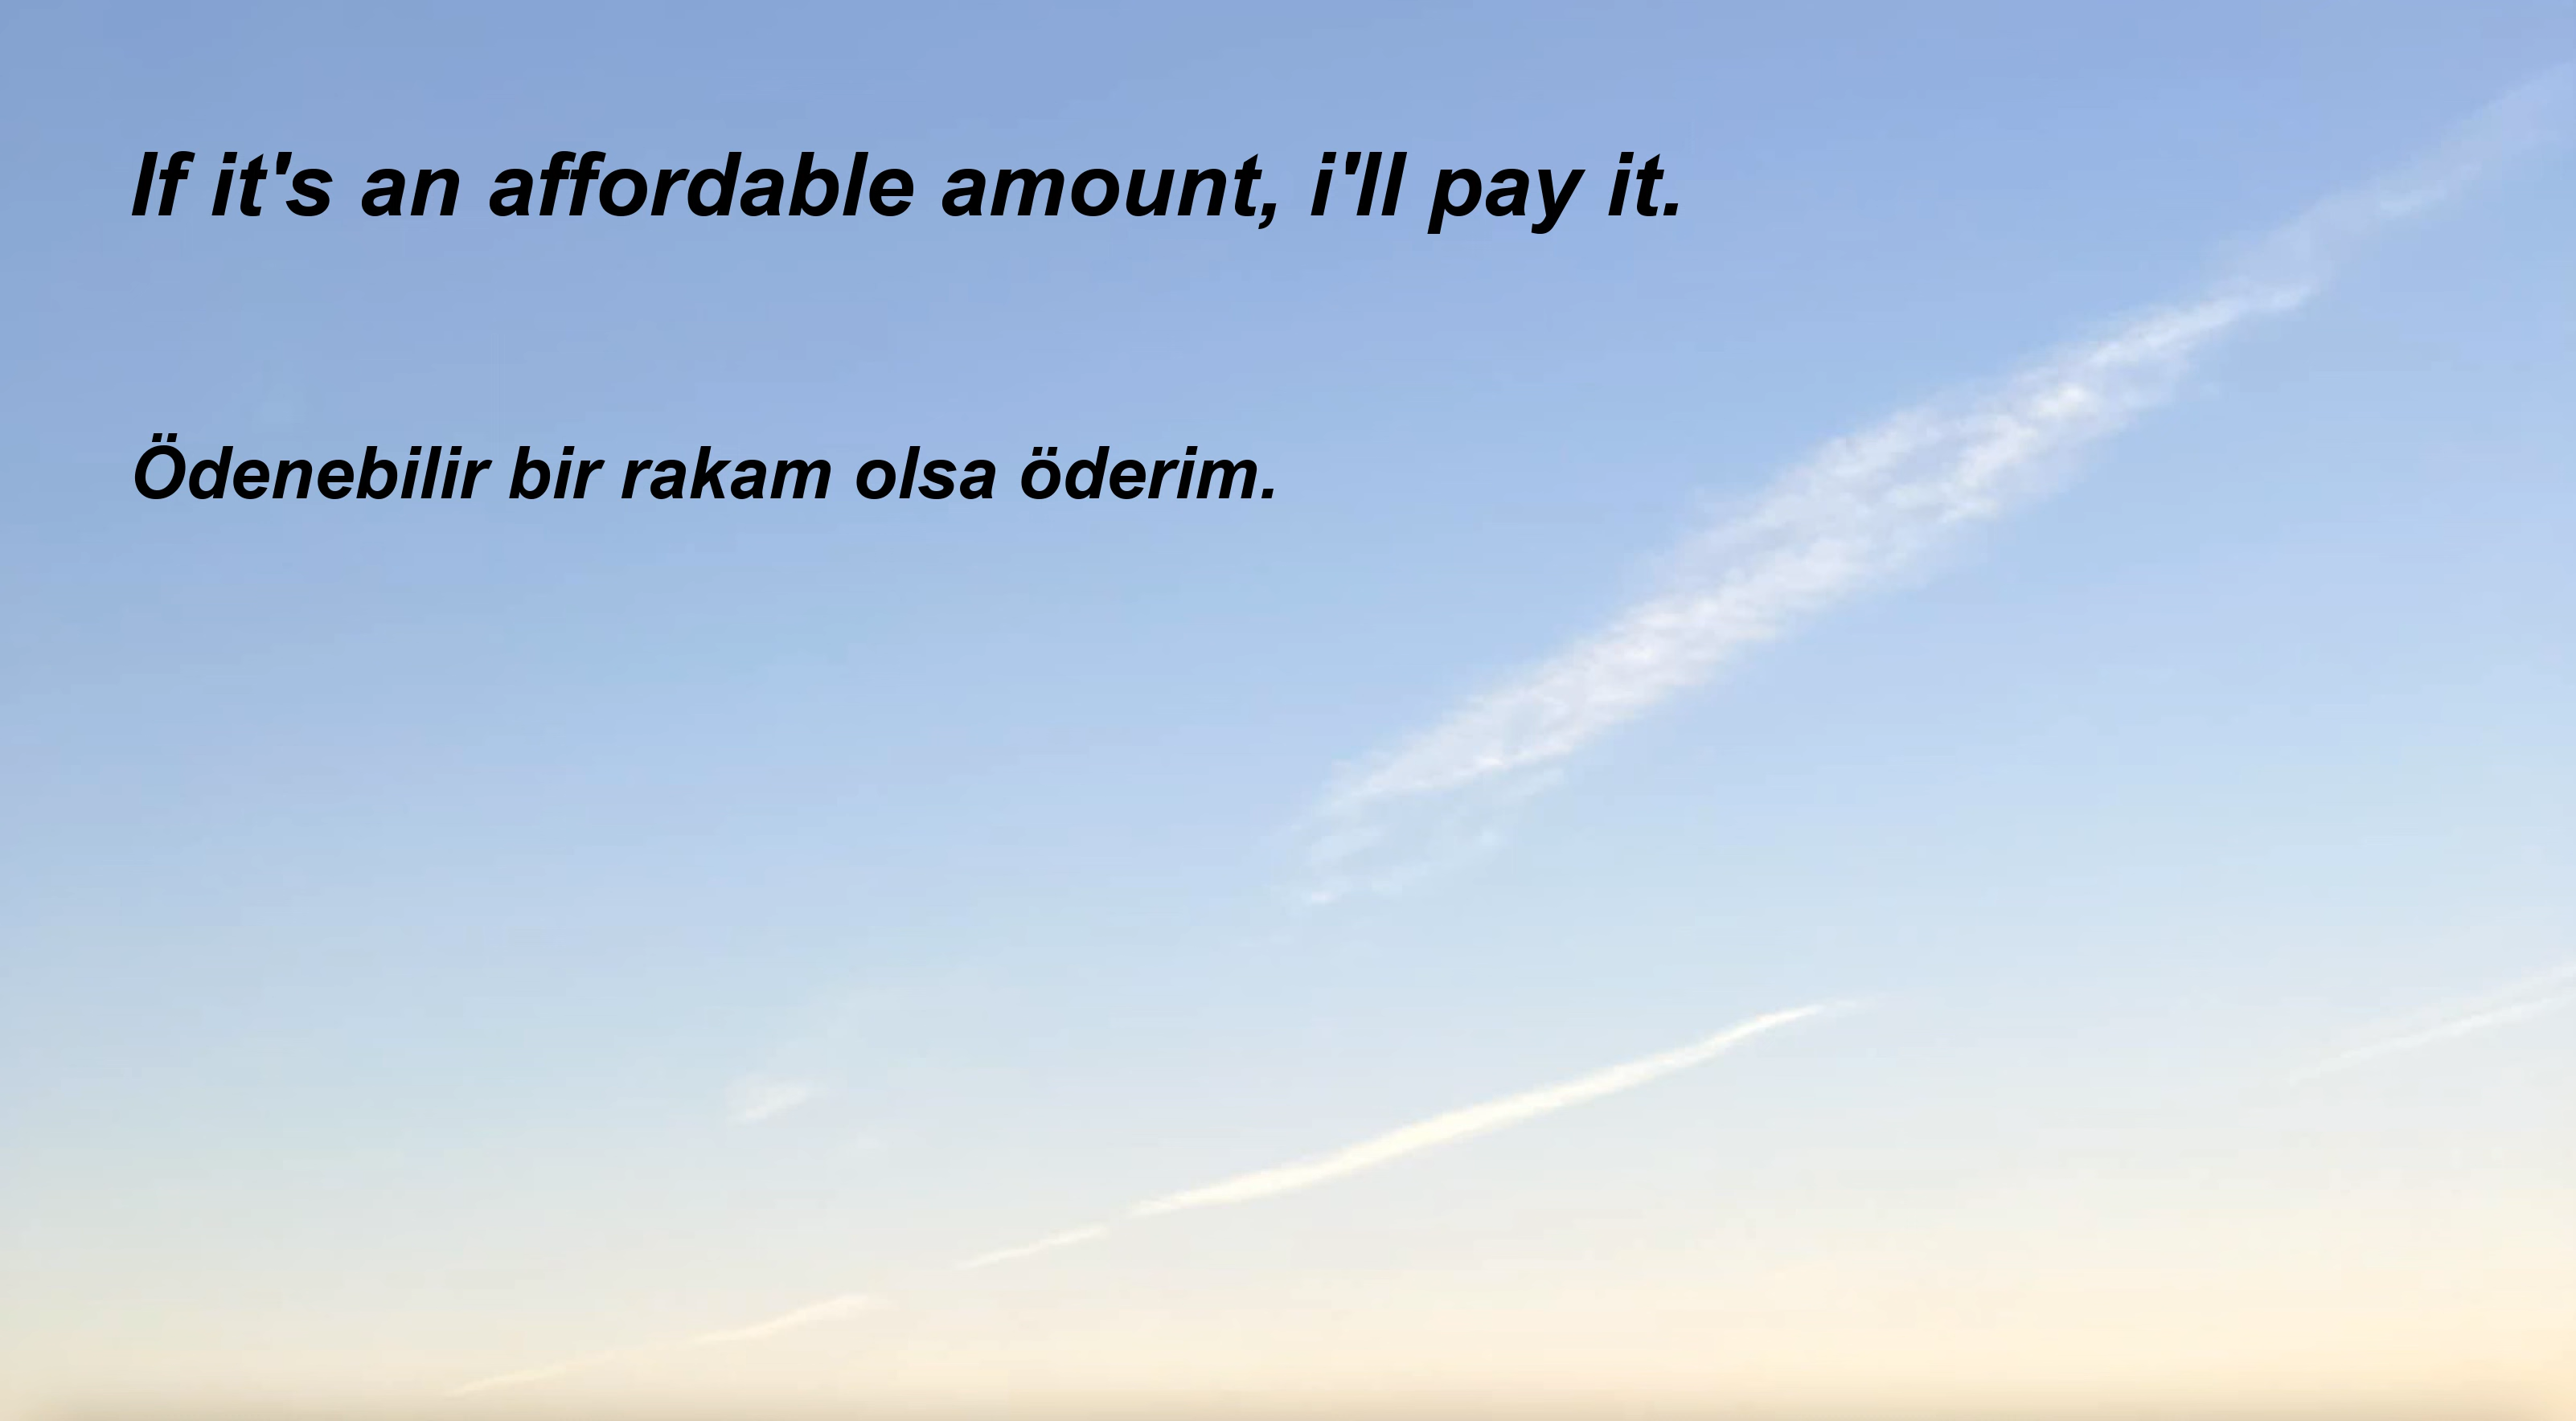 If it's an affordable amount, i'll pay it.
Ödenebilir bir rakam olsa öderim.